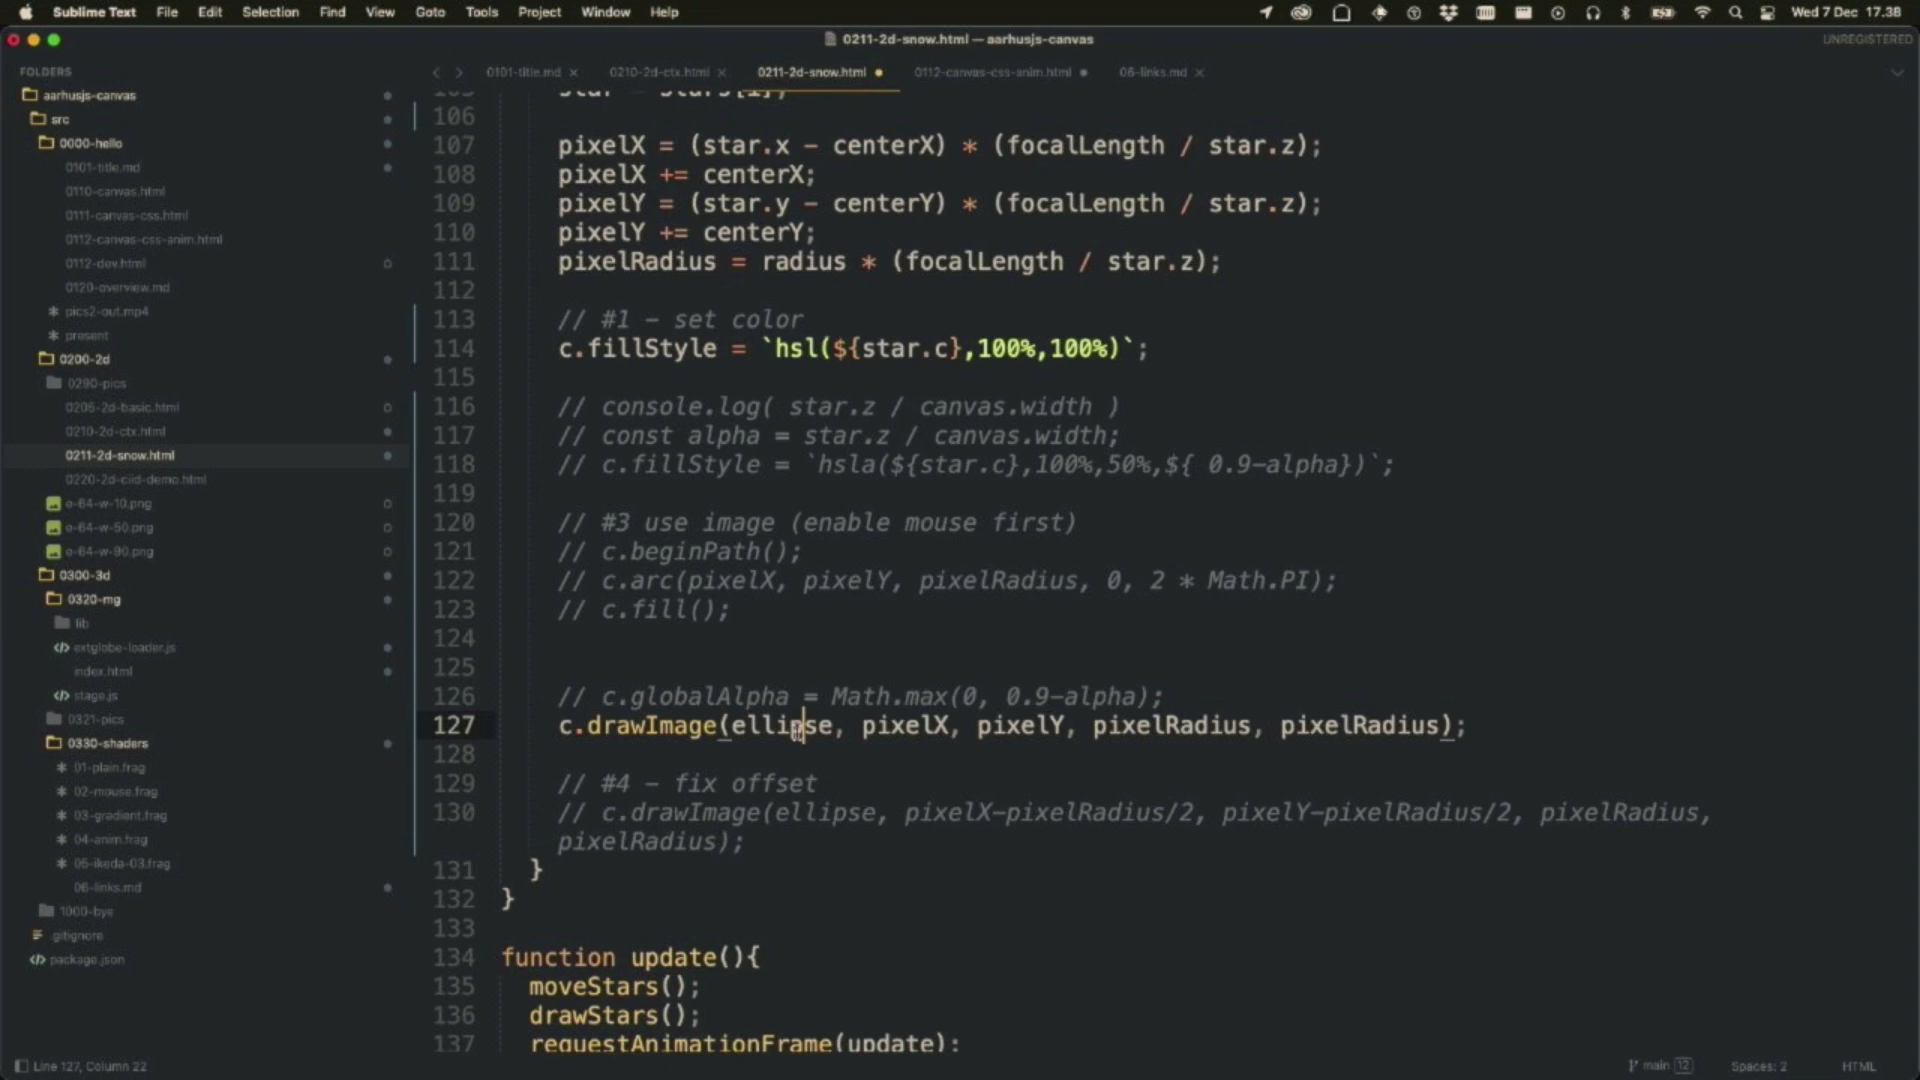 Sublime Text File Edit Selection Find View Goto Tools Project Window Help Wed 7 Dec 17.38
0211-2d-snow.html — aarhusjs-canvas UNREGISTERED
FOLDERS
aarhusjs-canvas
src
0000-hello
0101-title.md
0110-canvas.html
0111-canvas-css.html
0112-canvas-css-anim.html
0112-dev.html
0120-overview.md
pics2-out.mp4
present
0200-2d
0290-pics
0205-2d-basic.html
0210-2d-ctx.html
0211-2d-snow.html
0220-2d-ciid-demo.html
e-64-w-10.png
e-64-w-50.png
e-64-w-90.png
0300-3d
0320-mg
lib
extglobe-loader.js
index.html
stage.js
0321-pics
0330-shaders
01-plain.frag
02-mouse.frag
03-gradient.frag
04-anim.frag
05-ikeda-03.frag
06-links.md
1000-bye
.gitignore
package.json
0101-title.md 0210-2d-ctx.html 0211-2d-snow.html 0112-canvas-css-anim.html 06-links.md
105 star = stars[i];
106
107 pixelX = (star.x - centerX) * (focalLength / star.z);
108 pixelX += centerX;
109 pixelY = (star.y - centerY) * (focalLength / star.z);
110 pixelY += centerY;
111 pixelRadius = radius * (focalLength / star.z);
112
113 // #1 - set color
114 c.fillStyle = `hsl(${star.c},100%,100%)`;
115
116 // console.log( star.z / canvas.width )
117 // const alpha = star.z / canvas.width;
118 // c.fillStyle = `hsla(${star.c},100%,50%,${ 0.9-alpha})`;
119
120 // #3 use image (enable mouse first)
121 // c.beginPath();
122 // c.arc(pixelX, pixelY, pixelRadius, 0, 2 * Math.PI);
123 // c.fill();
124
125
126 // c.globalAlpha = Math.max(0, 0.9-alpha);
127 c.drawImage(ellipse, pixelX, pixelY, pixelRadius, pixelRadius);
128
129 // #4 - fix offset
130 // c.drawImage(ellipse, pixelX-pixelRadius/2, pixelY-pixelRadius/2, pixelRadius,
pixelRadius);
131 }
132 }
133
134 function update(){
135 moveStars();
136 drawStars();
137 requestAnimationFrame(update);
Line 127, Column 22 main 12 Spaces: 2 HTML